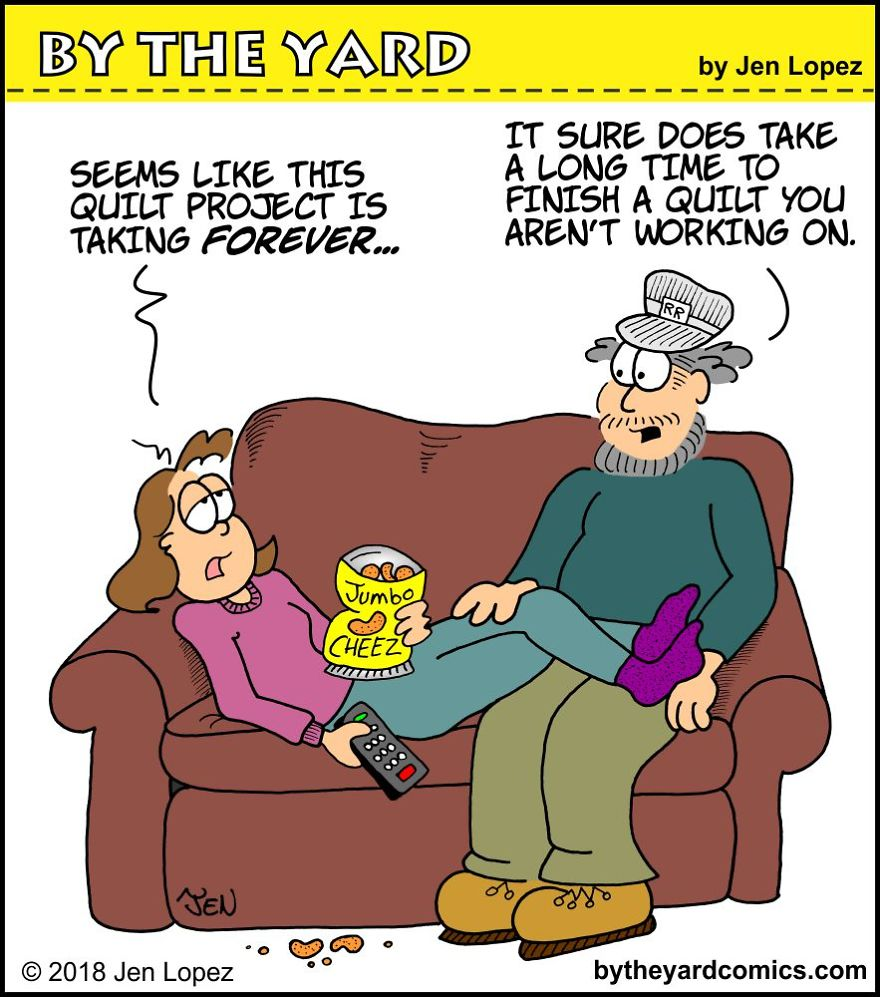 BY THE YARD
by Jen Lopez
SEEMS LIKE THIS
QUILT PROJECT IS
TAKING FOREVER...
IT SURE DOES TAKE
A LONG TIME TO
FINISH A QUILT YOU
AREN'T WORKING ON.
RR
Jumbo
CHEEZ
JEN
© 2018 Jen Lopez
bytheyardcomics.com